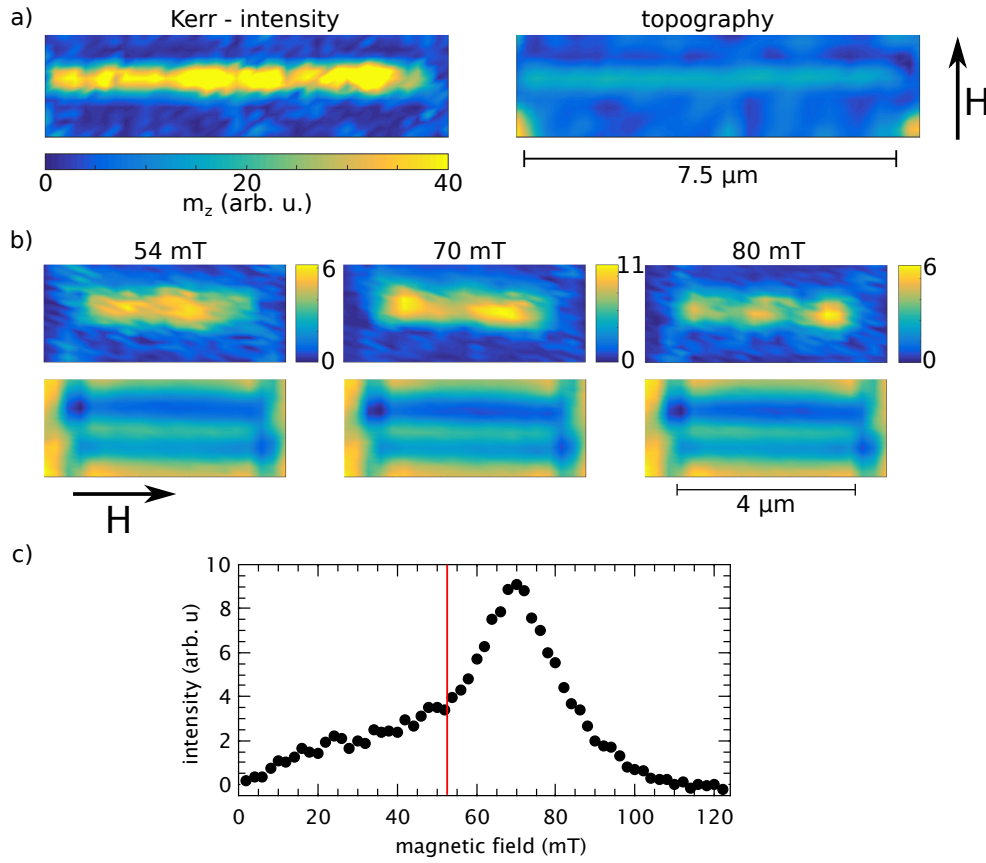 a)
Kerr - intensity
topography
H
0 20 40
m_z (arb. u.)
7.5 µm
b)
54 mT
70 mT
80 mT
6
0
11
0
6
0
H
4 µm
c)
10
8
6
4
2
0
intensity (arb. u)
0 20 40 60 80 100 120
magnetic field (mT)